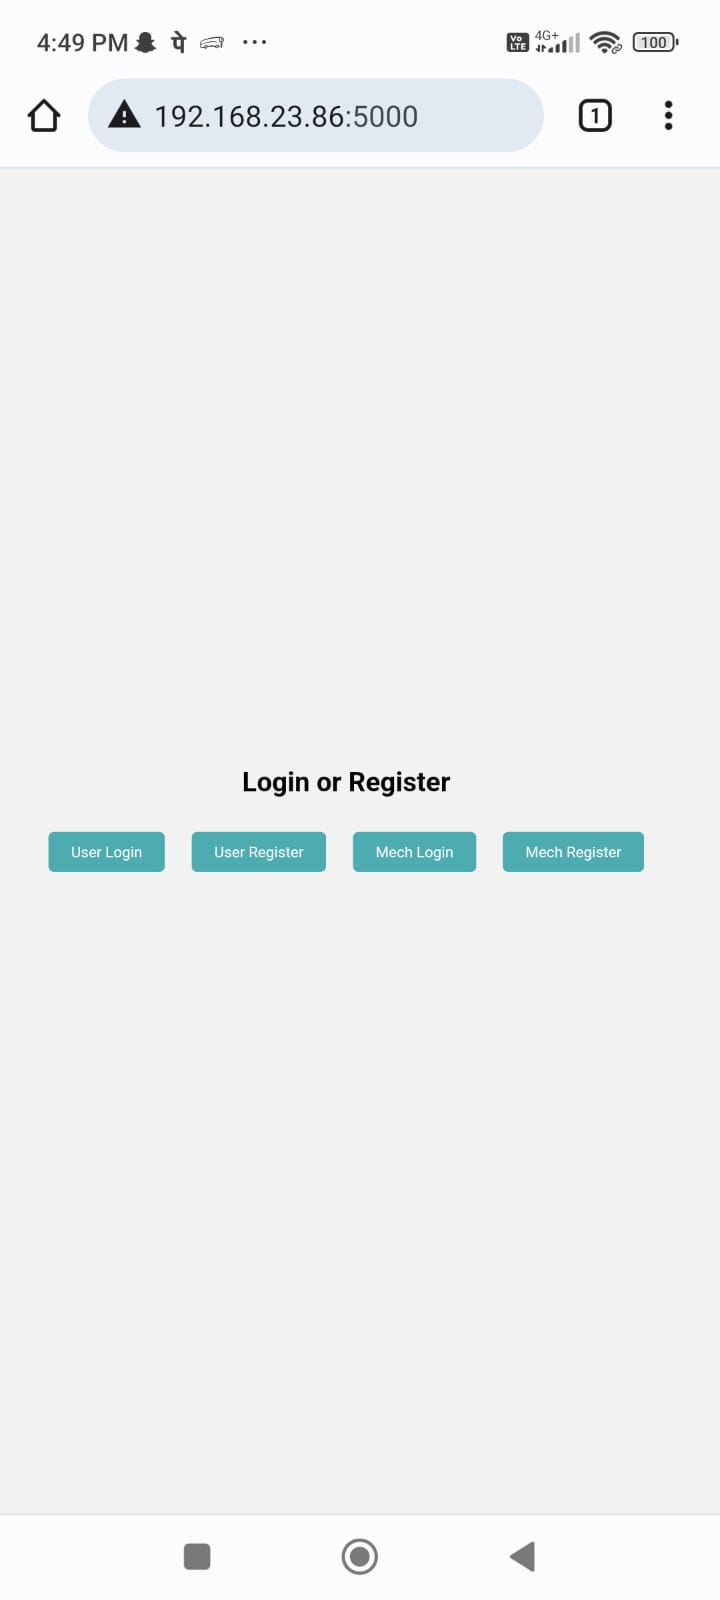 4:49 PM पे ... Vo LTE 4G+ 100
192.168.23.86:5000 1
Login or Register
User Login User Register Mech Login Mech Register